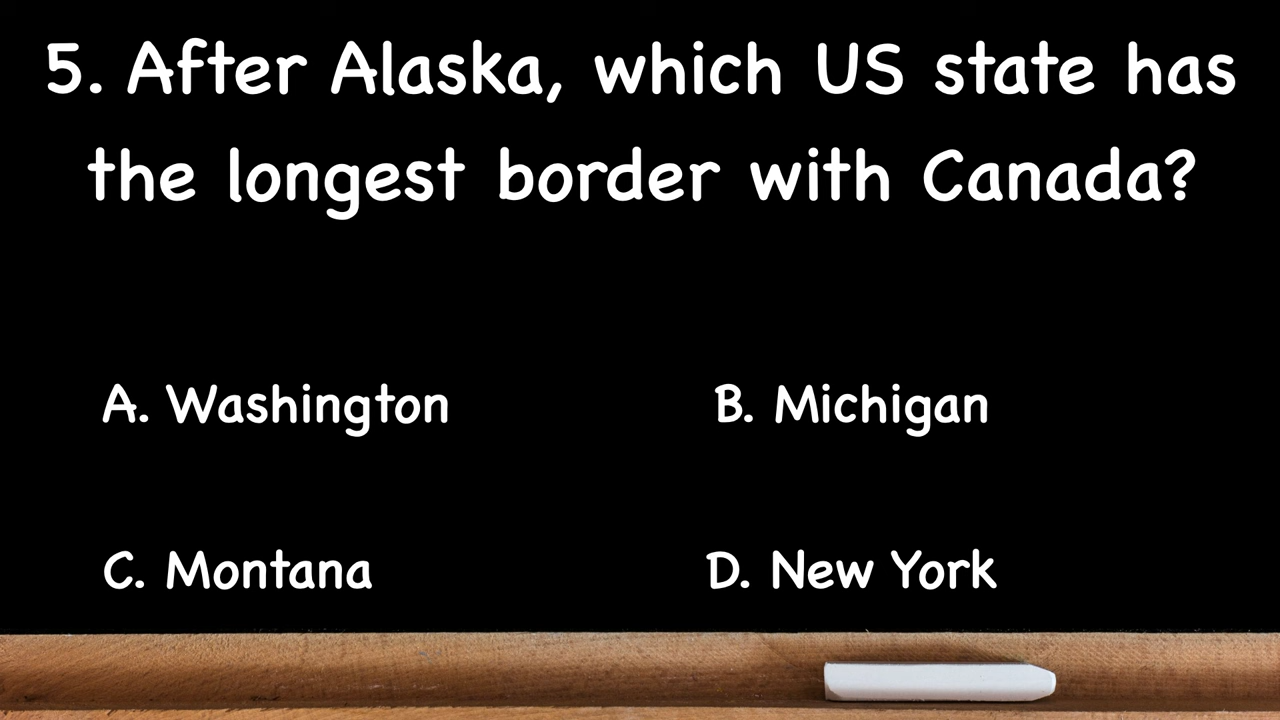 5. After Alaska, which US state has
the longest border with Canada?
A. Washington
B. Michigan
C. Montana
D. New York